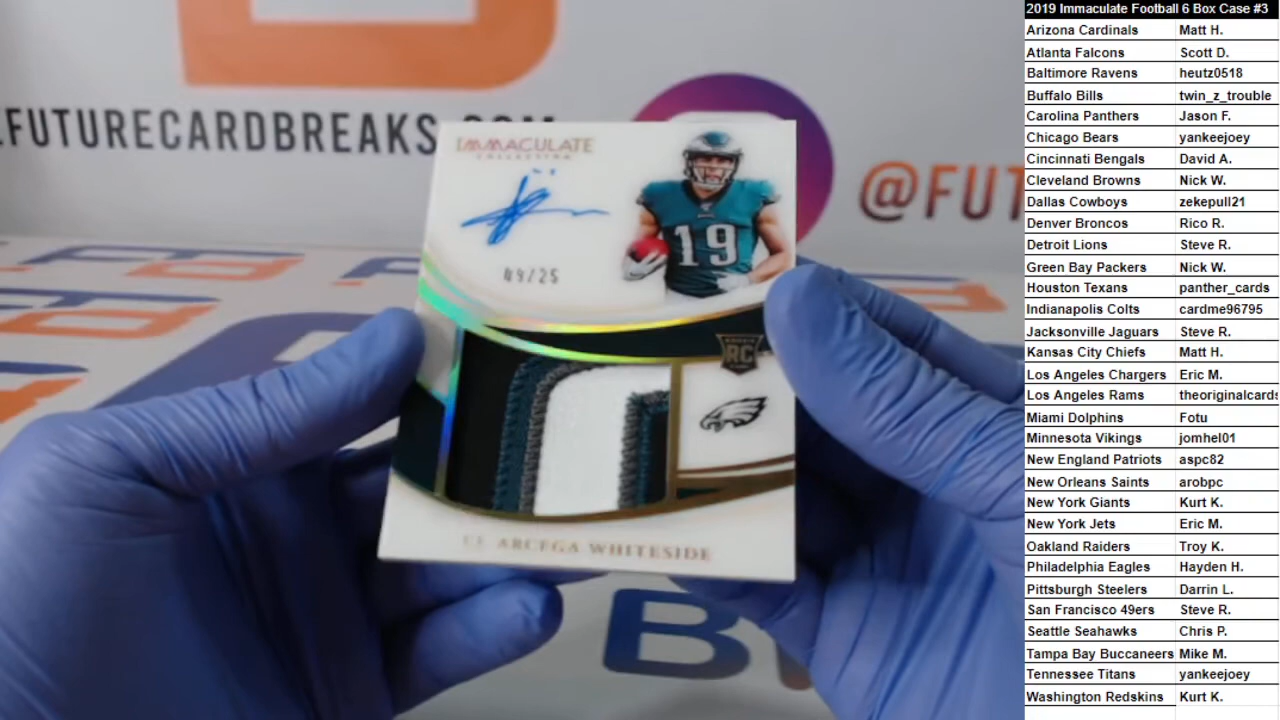 EFUTURECARDBREAKS.COM
@FU
IMMACULATE
COLLECTION
09/25
19
ROOKIE
RC
ARCEGA WHITESIDE
2019 Immaculate Football 6 Box Case #3
Arizona Cardinals Matt H.
Atlanta Falcons Scott D.
Baltimore Ravens heutz0518
Buffalo Bills twin_z_trouble
Carolina Panthers Jason F.
Chicago Bears yankeejoey
Cincinnati Bengals David A.
Cleveland Browns Nick W.
Dallas Cowboys zekepull21
Denver Broncos Rico R.
Detroit Lions Steve R.
Green Bay Packers Nick W.
Houston Texans panther_cards
Indianapolis Colts cardme96795
Jacksonville Jaguars Steve R.
Kansas City Chiefs Matt H.
Los Angeles Chargers Eric M.
Los Angeles Rams theoriginalcards
Miami Dolphins Fotu
Minnesota Vikings jomhel01
New England Patriots aspc82
New Orleans Saints arobpc
New York Giants Kurt K.
New York Jets Eric M.
Oakland Raiders Troy K.
Philadelphia Eagles Hayden H.
Pittsburgh Steelers Darrin L.
San Francisco 49ers Steve R.
Seattle Seahawks Chris P.
Tampa Bay Buccaneers Mike M.
Tennessee Titans yankeejoey
Washington Redskins Kurt K.